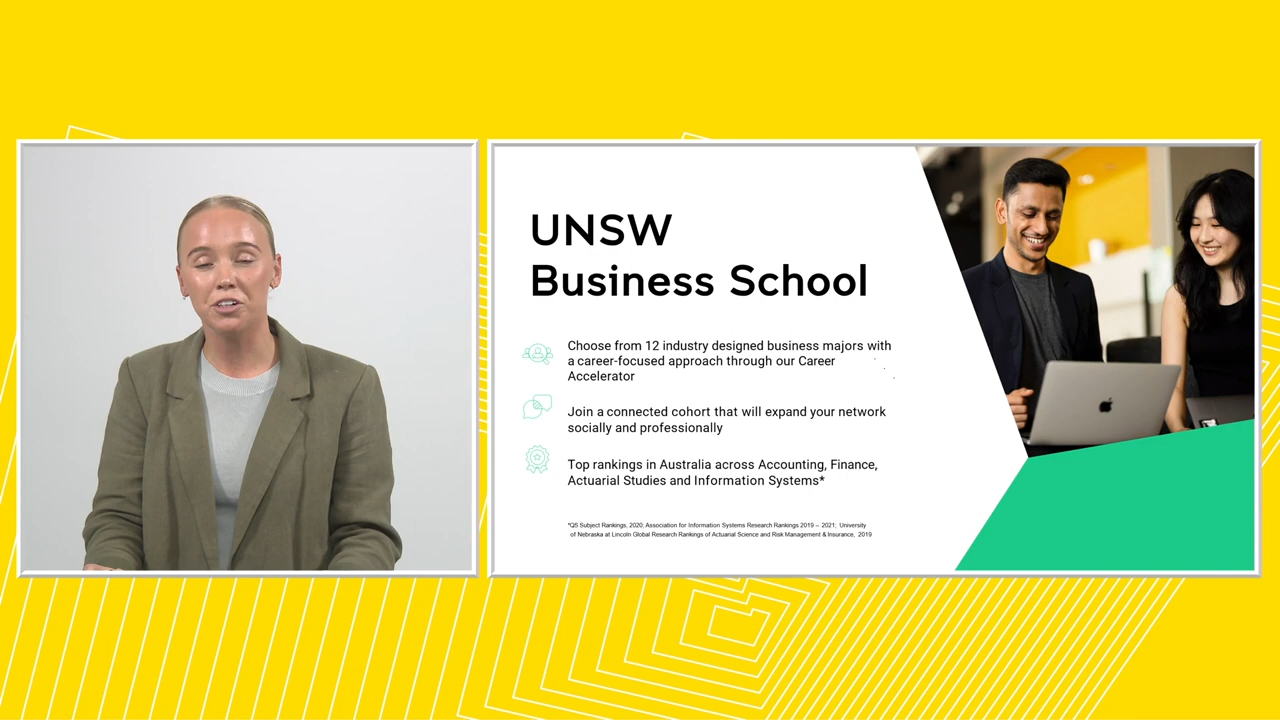 UNSW
Business School
Choose from 12 industry designed business majors with
a career-focused approach through our Career
Accelerator
Join a connected cohort that will expand your network
socially and professionally
Top rankings in Australia across Accounting, Finance,
Actuarial Studies and Information Systems*
*QS Subject Rankings, 2020; Association for Information Systems Research Rankings 2019 – 2021; University
of Nebraska at Lincoln Global Research Rankings of Actuarial Science and Risk Management & Insurance, 2019